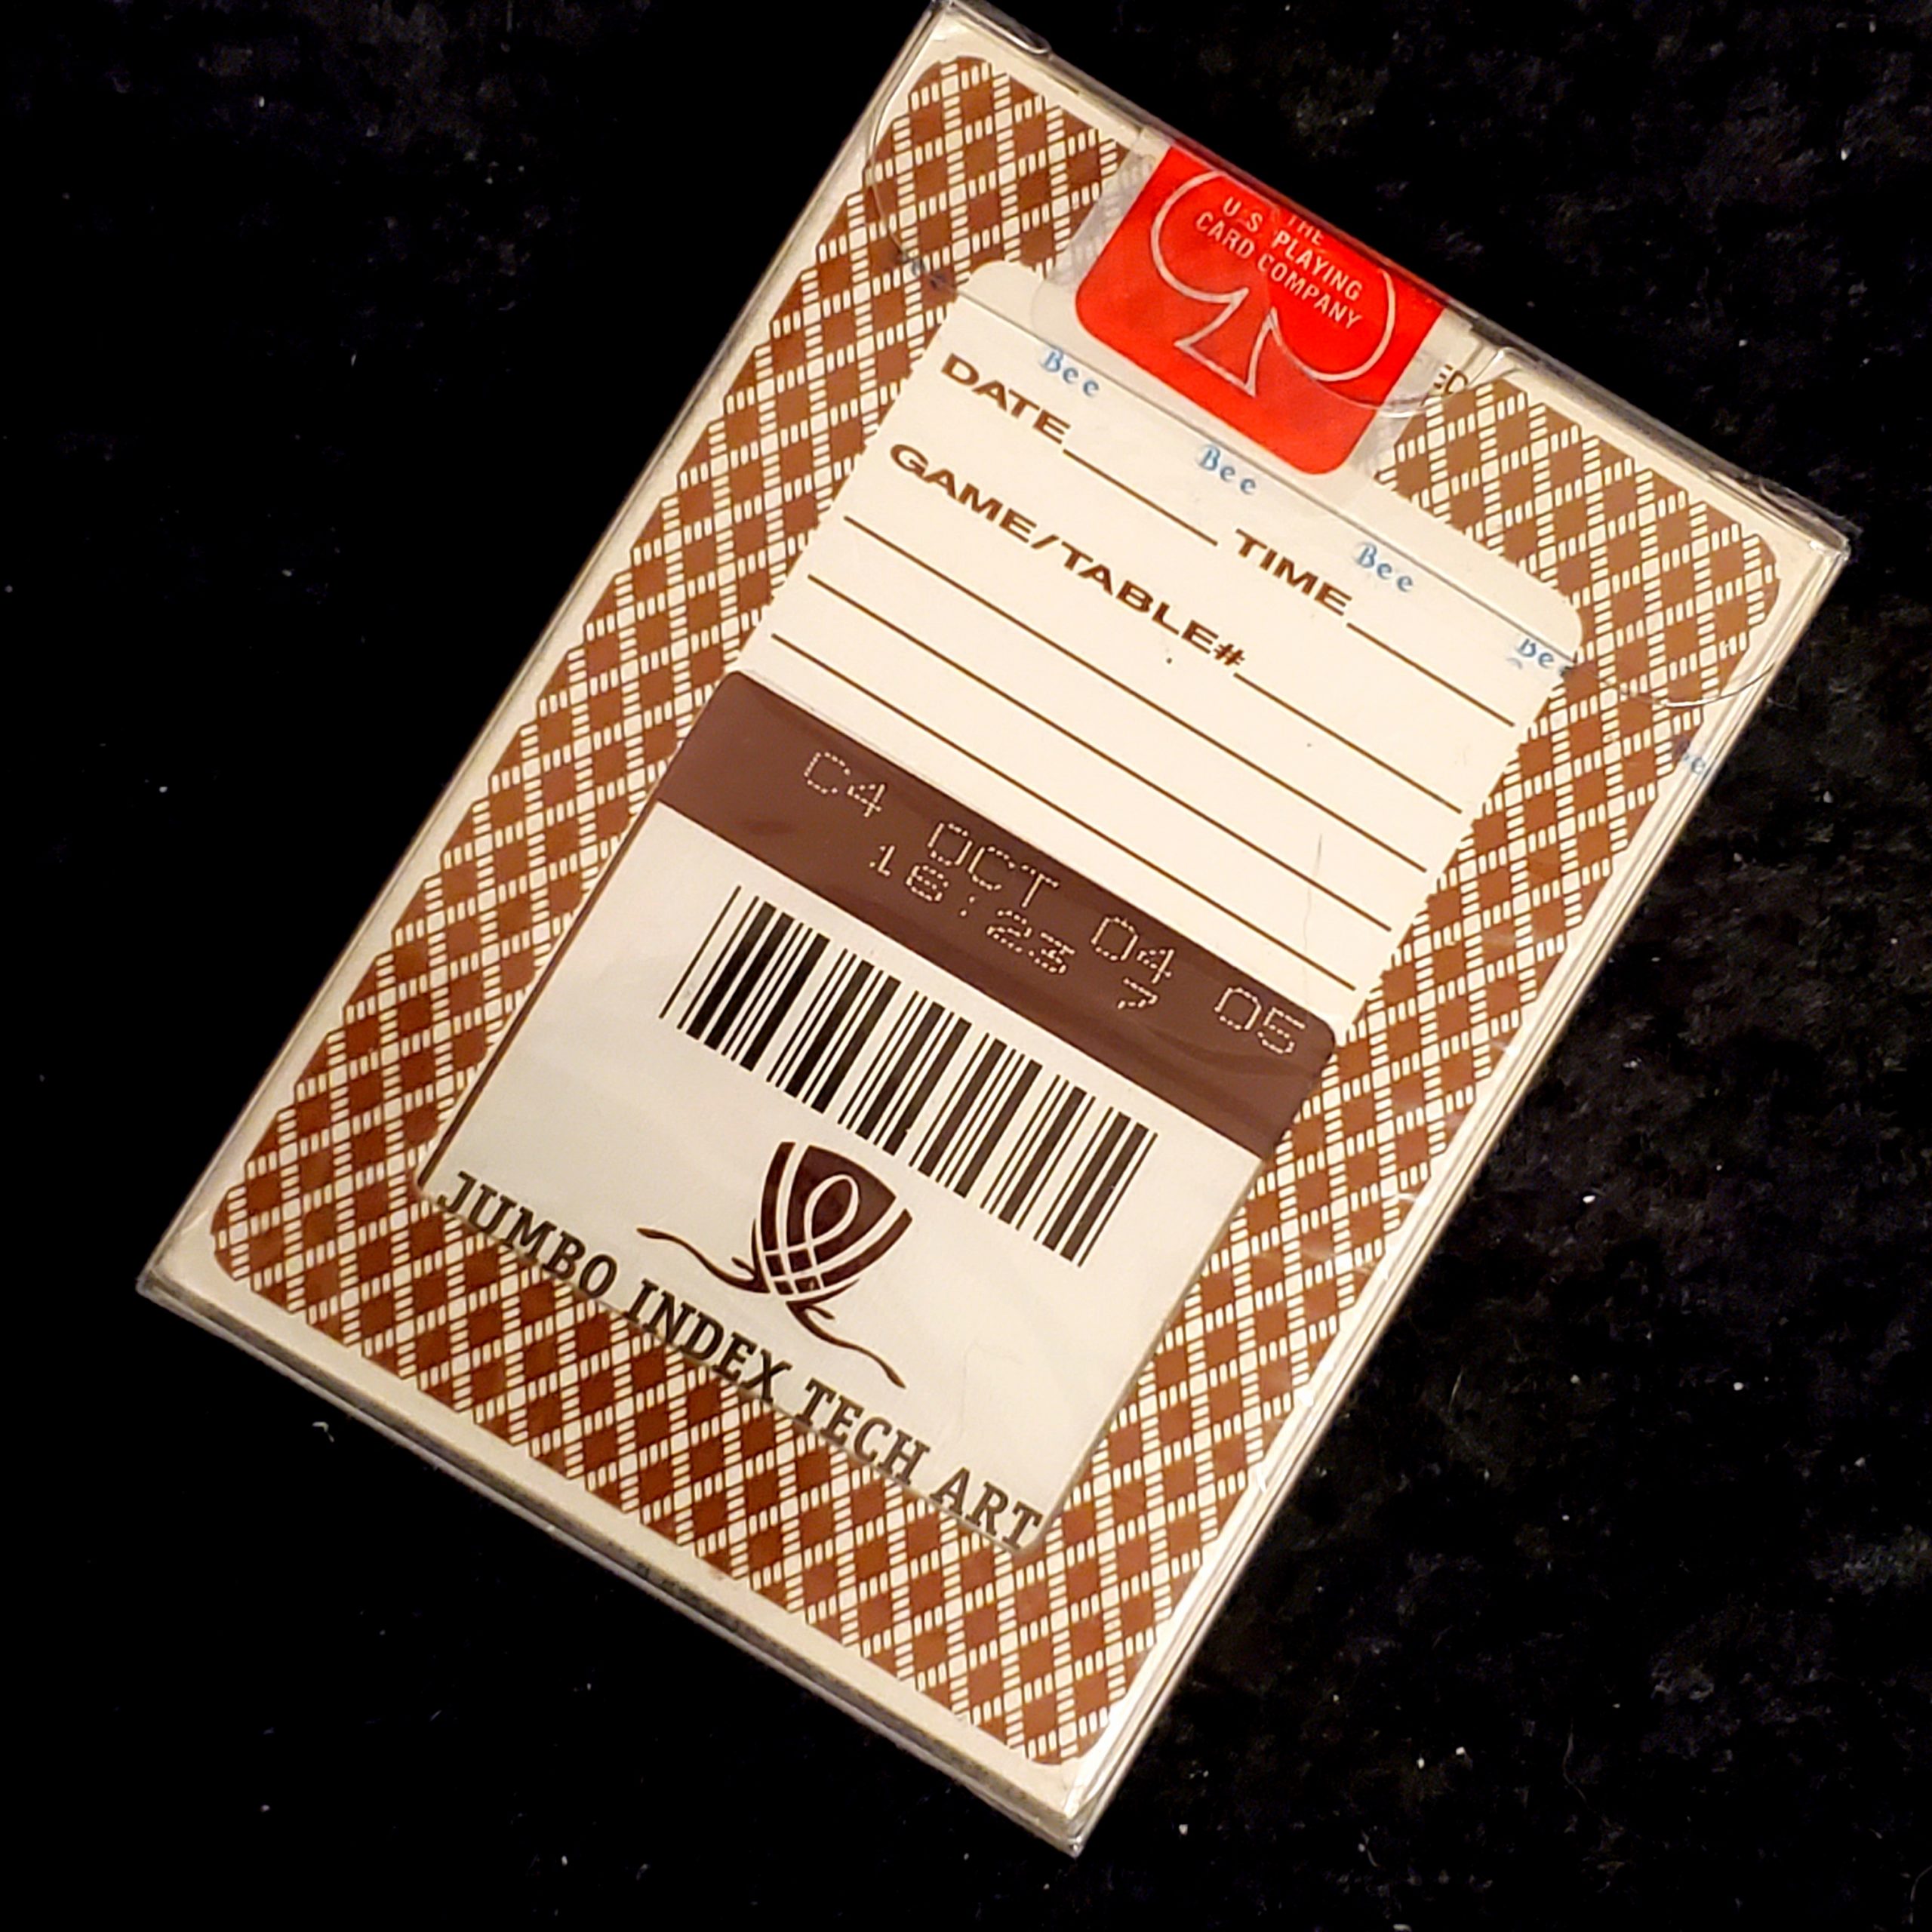 THE
U.S. PLAYING
CARD COMPANY
Bee Bee Bee
DATE TIME
GAME/TABLE#
C4 OCT 04 05
18:23 7
JUMBO INDEX TECH ART